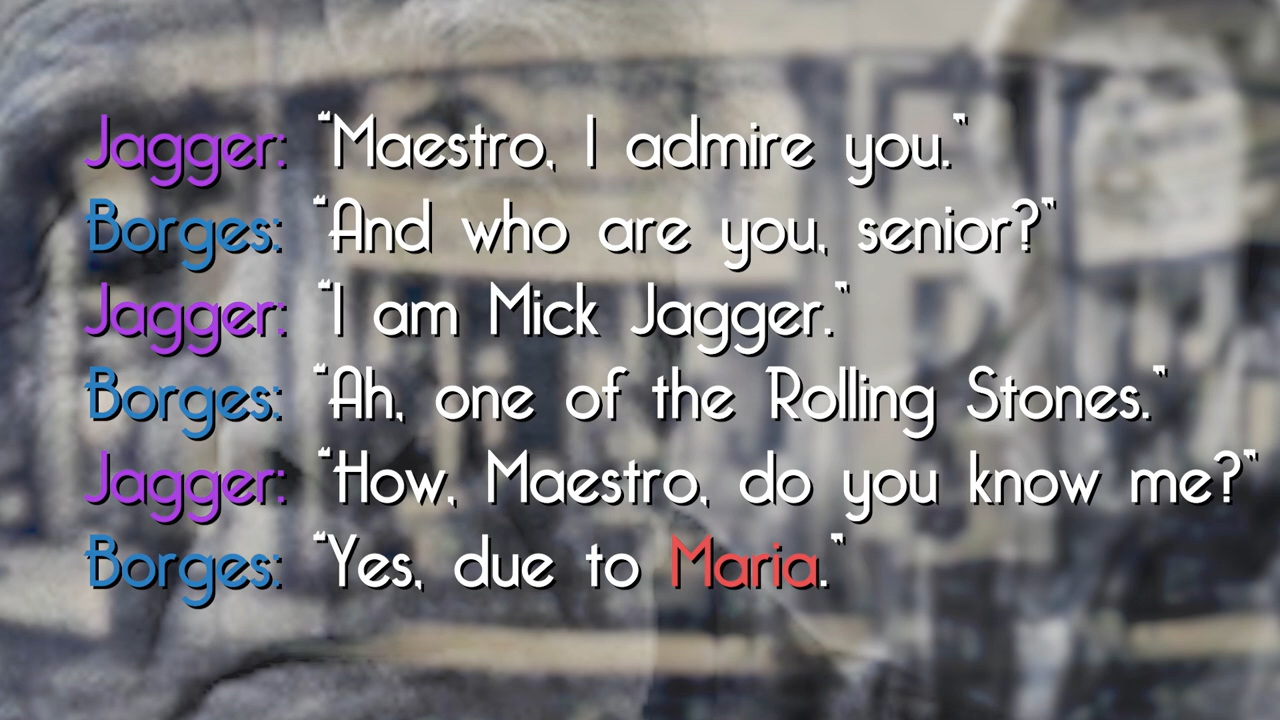 Jagger: "Maestro, I admire you."
Borges: "And who are you, senior?"
Jagger: "I am Mick Jagger."
Borges: "Ah, one of the Rolling Stones."
Jagger: "How, Maestro, do you know me?"
Borges: "Yes, due to Maria."